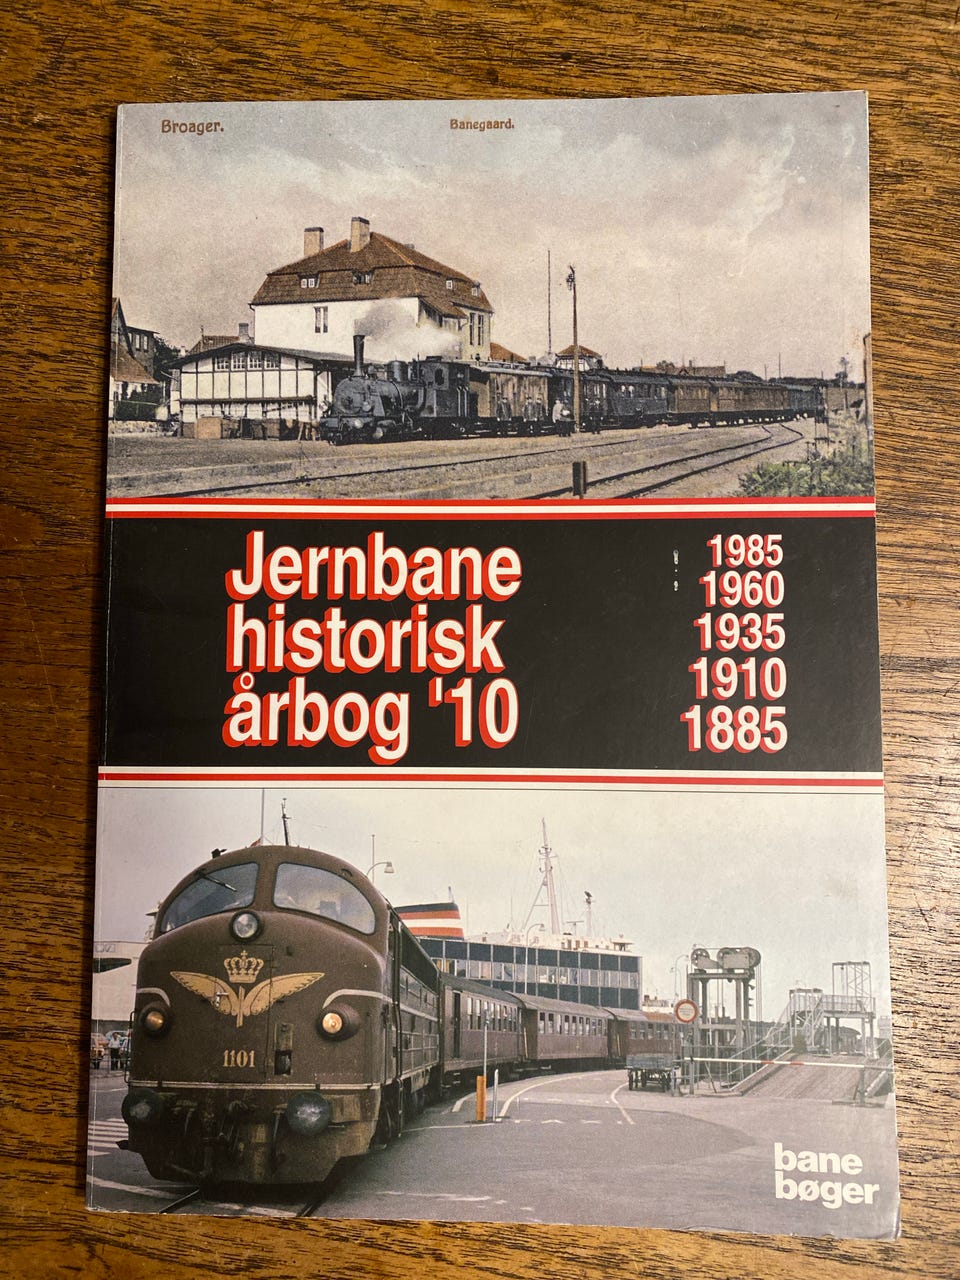 Broager. Banegaard.
Jernbane
historisk
årbog '10
1985
1960
1935
1910
1885
1101
bane
bøger